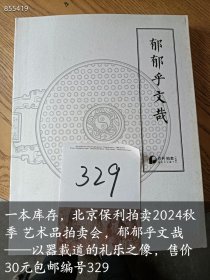 855419
郁郁乎文哉
329
一本库存，北京保利拍卖2024秋
季 艺术品拍卖会，郁郁乎文哉
——以器载道的礼乐之像，售价
30元包邮编号329